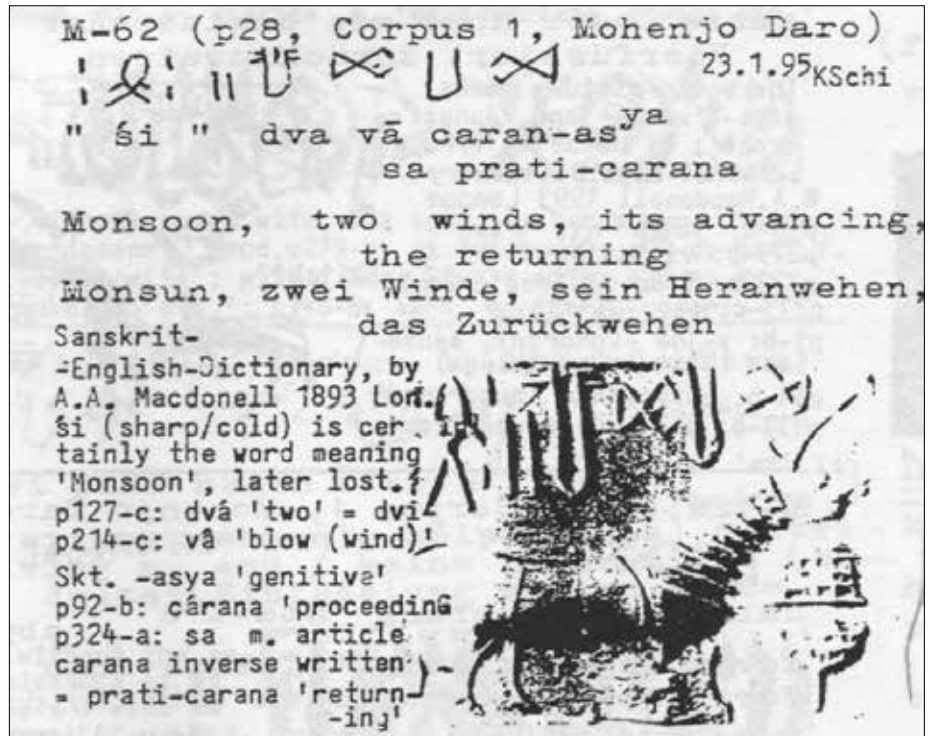 M-62 (p28, Corpus 1, Mohenjo Daro)
23.1.95 KSchi
" śi " dva vā caran-as ya
sa prati-carana
Monsoon, two winds, its advancing,
the returning
Monsun, zwei Winde, sein Heranwehen,
das Zurückwehen
Sanskrit-
-English-Dictionary, by
A.A. Macdonell 1893 Lon.
śi (sharp/cold) is cer
tainly the word meaning
'Monsoon', later lost.
p127-c: dvá 'two' = dvi
p214-c: vâ 'blow (wind)'
Skt. -asya 'genitive'
p92-b: cárana 'proceeding
p324-a: sa m. article
carana inverse written
= prati-carana 'return-
-ing'